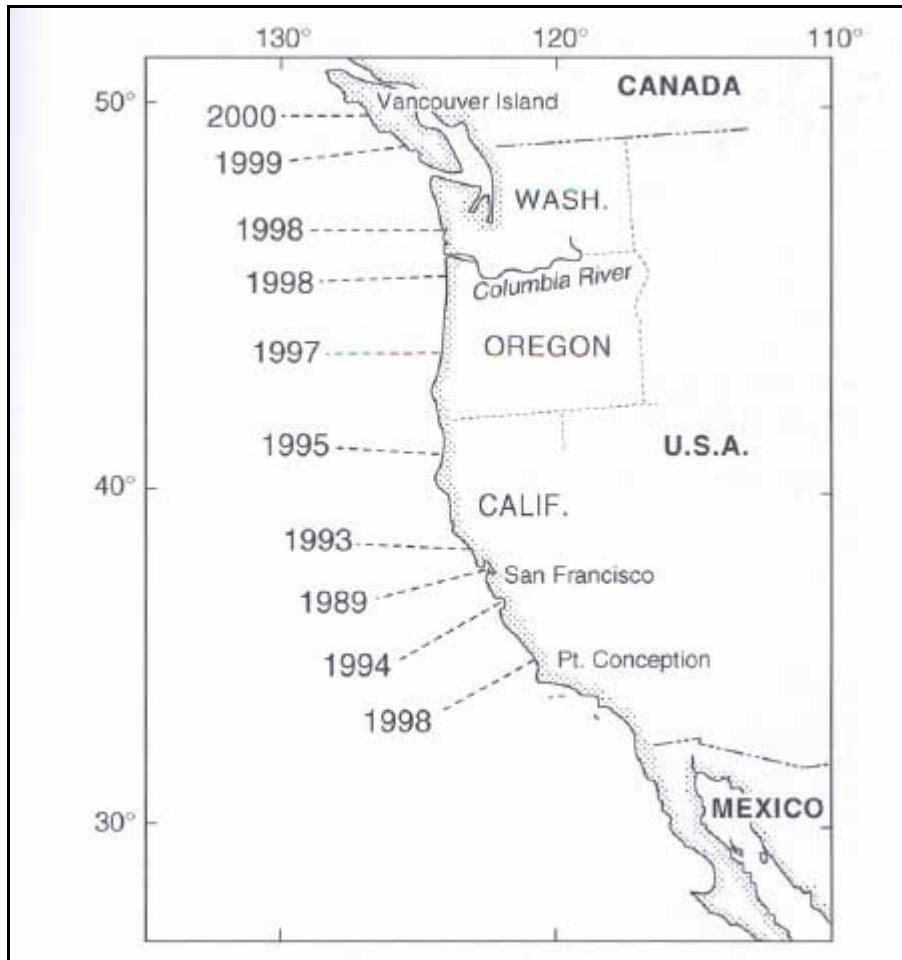 130°
120°
110°
50°
Vancouver Island
CANADA
2000
1999
WASH.
1998
1998
Columbia River
1997
OREGON
1995
U.S.A.
40°
CALIF.
1993
San Francisco
1989
1994
Pt. Conception
1998
30°
MEXICO